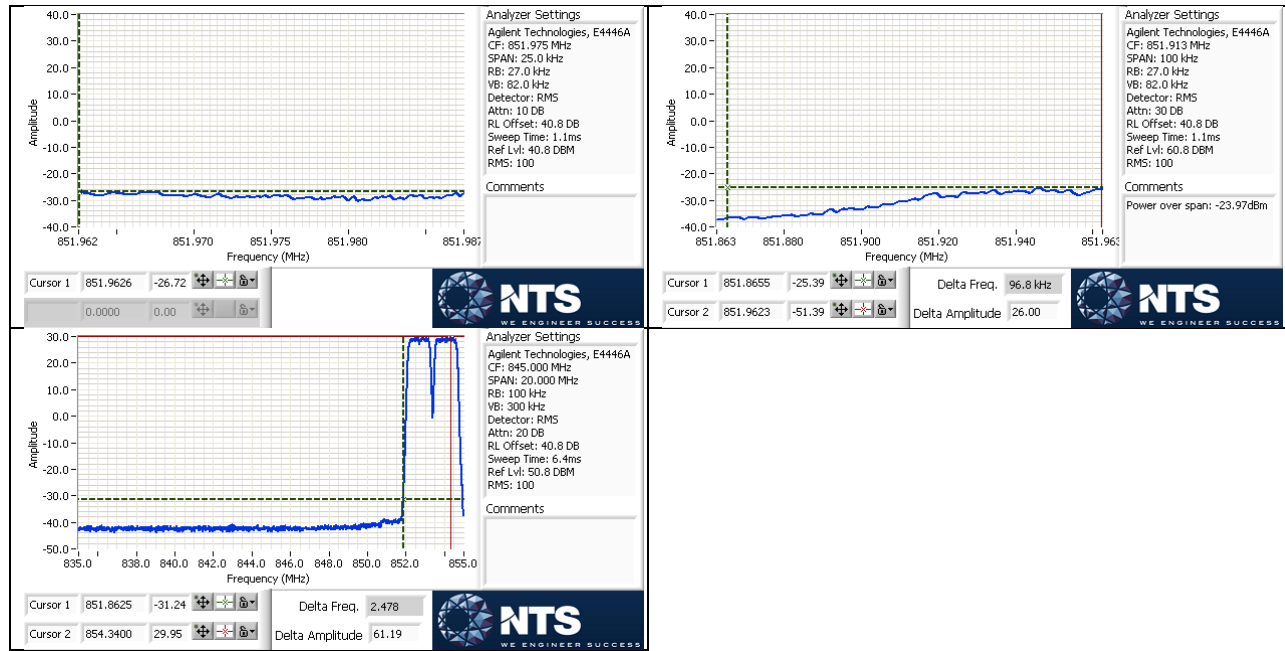 40.0
30.0
20.0
10.0
0.0
-10.0
-20.0
-30.0
-40.0
Amplitude
851.962 851.970 851.975 851.980 851.987
Frequency (MHz)
Analyzer Settings
Agilent Technologies, E4446A
CF: 851.975 MHz
SPAN: 25.0 kHz
RB: 27.0 kHz
VB: 82.0 kHz
Detector: RMS
Attn: 10 DB
RL Offset: 40.8 DB
Sweep Time: 1.1ms
Ref Lvl: 40.8 DBM
RMS: 100
Comments
Cursor 1 851.9626 -26.72
0.0000 0.00
NTS
WE ENGINEER SUCCESS
40.0
30.0
20.0
10.0
0.0
-10.0
-20.0
-30.0
-40.0
Amplitude
851.863 851.880 851.900 851.920 851.940 851.963
Frequency (MHz)
Analyzer Settings
Agilent Technologies, E4446A
CF: 851.913 MHz
SPAN: 100 kHz
RB: 27.0 kHz
VB: 82.0 kHz
Detector: RMS
Attn: 30 DB
RL Offset: 40.8 DB
Sweep Time: 1.1ms
Ref Lvl: 60.8 DBM
RMS: 100
Comments
Power over span: -23.97dBm
Cursor 1 851.8655 -25.39 Delta Freq. 96.8 kHz
Cursor 2 851.9623 -51.39 Delta Amplitude 26.00
NTS
WE ENGINEER SUCCESS
30.0
20.0
10.0
0.0
-10.0
-20.0
-30.0
-40.0
-50.0
Amplitude
835.0 838.0 840.0 842.0 844.0 846.0 848.0 850.0 852.0 855.0
Frequency (MHz)
Analyzer Settings
Agilent Technologies, E4446A
CF: 845.000 MHz
SPAN: 20.000 MHz
RB: 100 kHz
VB: 300 kHz
Detector: RMS
Attn: 20 DB
RL Offset: 40.8 DB
Sweep Time: 6.4ms
Ref Lvl: 50.8 DBM
RMS: 100
Comments
Cursor 1 851.8625 -31.24 Delta Freq. 2.478
Cursor 2 854.3400 29.95 Delta Amplitude 61.19
NTS
WE ENGINEER SUCCESS